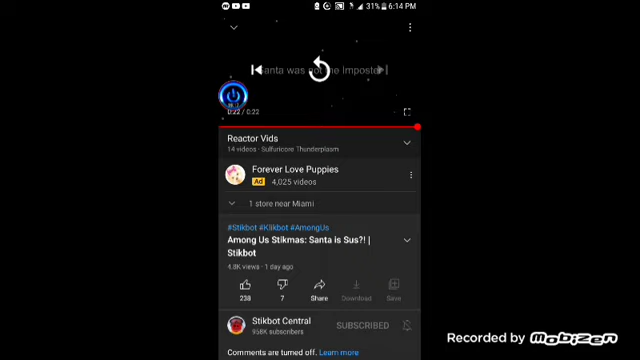 31% 6:14 PM
Santa was not the Imposter
0:22 / 0:22
Reactor Vids
14 videos · Sulfuricore Thunderplasm
Forever Love Puppies
Ad 4,025 videos
1 store near Miami
#Stikbot #Klikbot #AmongUs
Among Us Stikmas: Santa is Sus?! |
Stikbot
4.8K views · 1 day ago
238 7 Share Download Save
Stikbot Central
958K subscribers
SUBSCRIBED
Comments are turned off. Learn more
Recorded by Mobizen